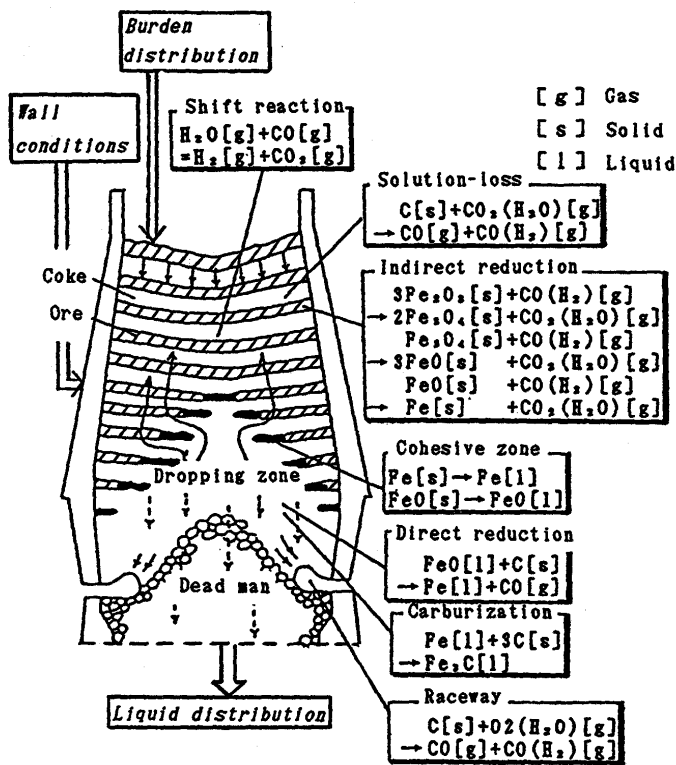 Burden
distribution
Wall
conditions
Shift reaction
H₂O[g]+CO[g]
=H₂[g]+CO₂[g]
[g] Gas
[s] Solid
[l] Liquid
Solution-loss
C[s]+CO₂(H₂O)[g]
→CO[g]+CO(H₂)[g]
Coke
Ore
Indirect reduction
3Fe₂O₃[s]+CO(H₂)[g]
→2Fe₃O₄[s]+CO₂(H₂O)[g]
Fe₃O₄[s]+CO(H₂)[g]
→3FeO[s] +CO₂(H₂O)[g]
FeO[s] +CO(H₂)[g]
→ Fe[s] +CO₂(H₂O)[g]
Cohesive zone
Fe[s]→Fe[l]
FeO[s]→FeO[l]
Dropping zone
Direct reduction
FeO[l]+C[s]
→Fe[l]+CO[g]
Dead man
Carburization
Fe[l]+3C[s]
→Fe₃C[l]
Raceway
C[s]+O2(H₂O)[g]
→CO[g]+CO(H₂)[g]
Liquid distribution